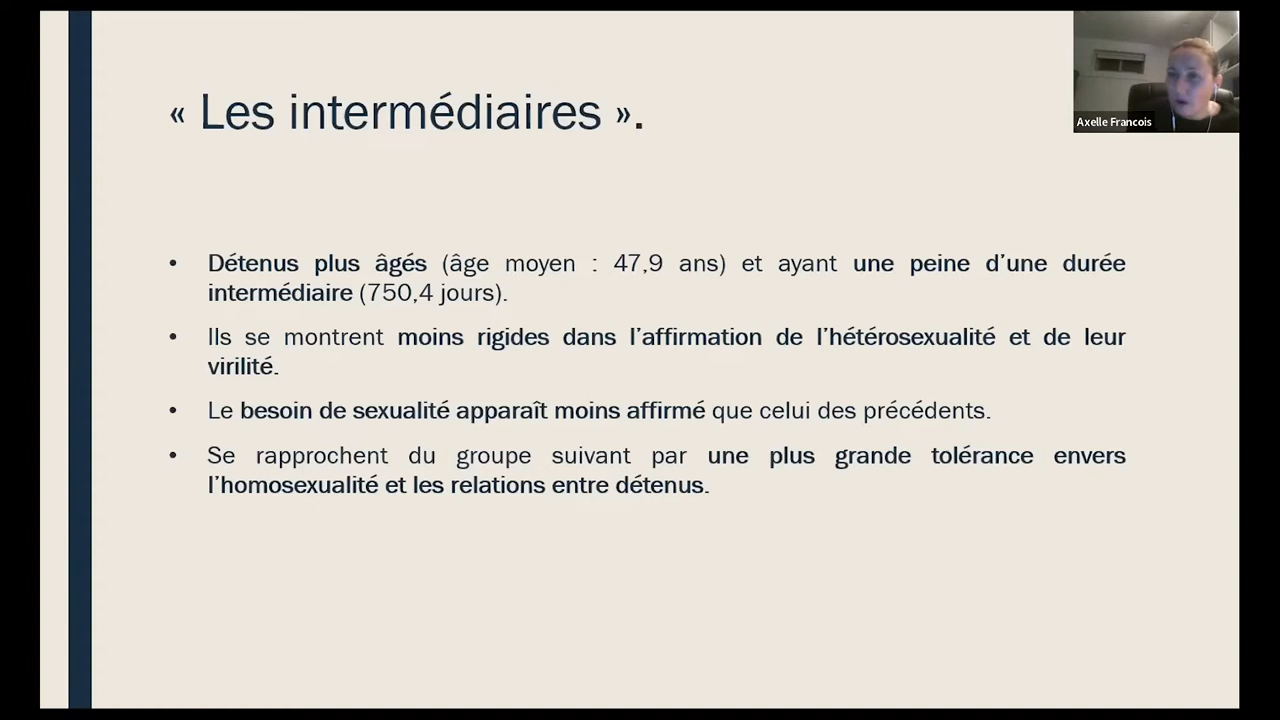 Axelle Francois
« Les intermédiaires ».
• Détenus plus âgés (âge moyen : 47,9 ans) et ayant une peine d’une durée
intermédiaire (750,4 jours).
• Ils se montrent moins rigides dans l’affirmation de l’hétérosexualité et de leur
virilité.
• Le besoin de sexualité apparaît moins affirmé que celui des précédents.
• Se rapprochent du groupe suivant par une plus grande tolérance envers
l’homosexualité et les relations entre détenus.